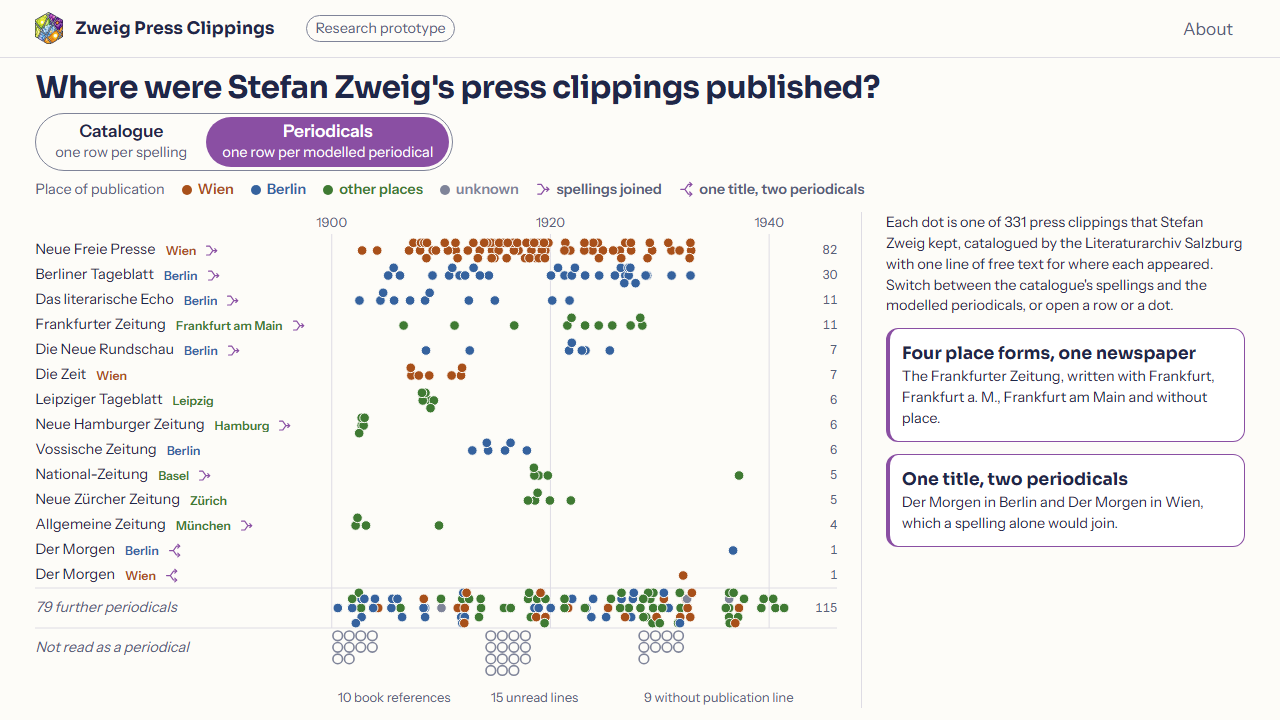 Zweig Press Clippings
Research prototype
About
Where were Stefan Zweig's press clippings published?
Catalogue
one row per spelling
Periodicals
one row per modelled periodical
Place of publication Wien Berlin other places unknown spellings joined one title, two periodicals
1900 1920 1940
Neue Freie Presse Wien 82
Berliner Tageblatt Berlin 30
Das literarische Echo Berlin 11
Frankfurter Zeitung Frankfurt am Main 11
Die Neue Rundschau Berlin 7
Die Zeit Wien 7
Leipziger Tageblatt Leipzig 6
Neue Hamburger Zeitung Hamburg 6
Vossische Zeitung Berlin 6
National-Zeitung Basel 5
Neue Zürcher Zeitung Zürich 5
Allgemeine Zeitung München 4
Der Morgen Berlin 1
Der Morgen Wien 1
79 further periodicals 115
Not read as a periodical
10 book references 15 unread lines 9 without publication line
Each dot is one of 331 press clippings that Stefan
Zweig kept, catalogued by the Literaturarchiv Salzburg
with one line of free text for where each appeared.
Switch between the catalogue's spellings and the
modelled periodicals, or open a row or a dot.
Four place forms, one newspaper
The Frankfurter Zeitung, written with Frankfurt,
Frankfurt a. M., Frankfurt am Main and without
place.
One title, two periodicals
Der Morgen in Berlin and Der Morgen in Wien,
which a spelling alone would join.